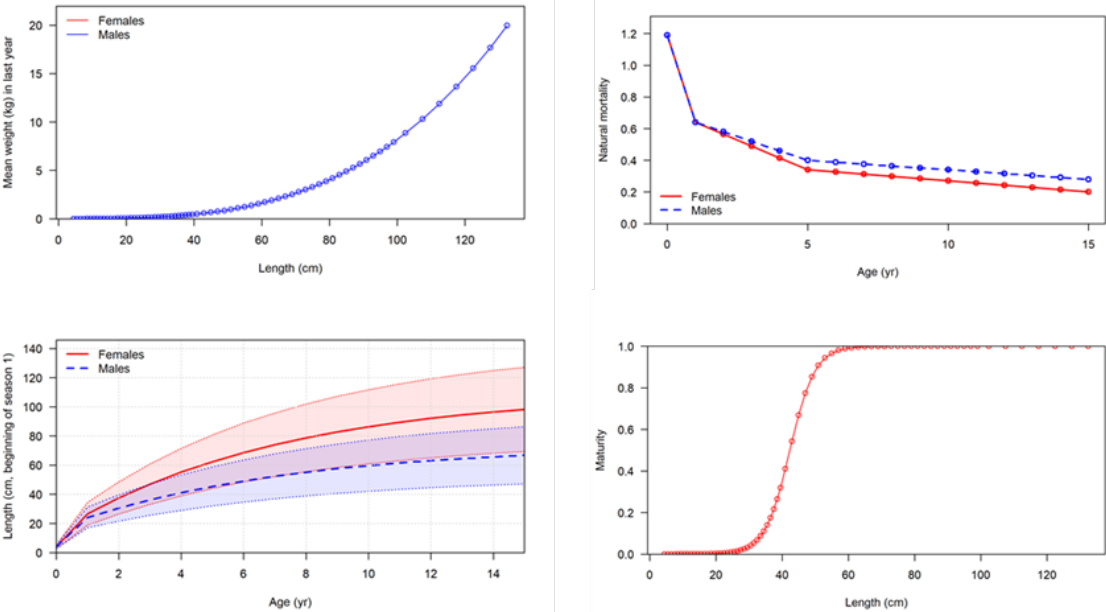 Mean weight (kg) in last year
20
15
10
5
0
Females
Males
0 20 40 60 80 100 120
Length (cm)
Natural mortality
1.2
1.0
0.8
0.6
0.4
0.2
0.0
Females
Males
0 5 10 15
Age (yr)
Length (cm, beginning of season 1)
140
120
100
80
60
40
20
0
Females
Males
0 2 4 6 8 10 12 14
Age (yr)
Maturity
1.0
0.8
0.6
0.4
0.2
0.0
0 20 40 60 80 100 120
Length (cm)